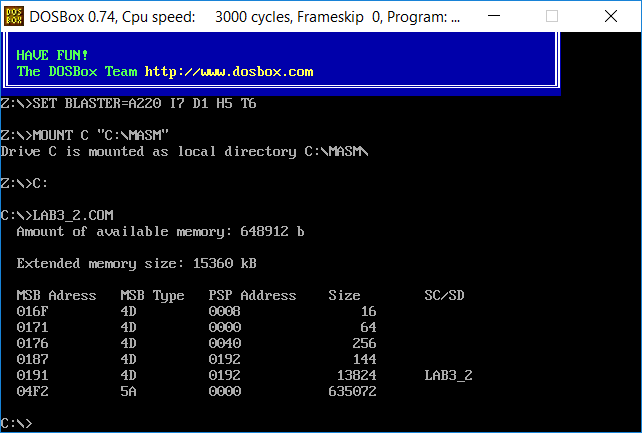 DOSBox 0.74, Cpu speed: 3000 cycles, Frameskip 0, Program: ...
HAVE FUN!
The DOSBox Team http://www.dosbox.com
Z:\>SET BLASTER=A220 I7 D1 H5 T6
Z:\>MOUNT C "C:\MASM"
Drive C is mounted as local directory C:\MASM\
Z:\>C:
C:\>LAB3_2.COM
Amount of available memory: 648912 b
Extended memory size: 15360 kB
MSB Adress MSB Type PSP Address Size SC/SD
016F 4D 0008 16
0171 4D 0000 64
0176 4D 0040 256
0187 4D 0192 144
0191 4D 0192 13824 LAB3_2
04F2 5A 0000 635072
C:\>